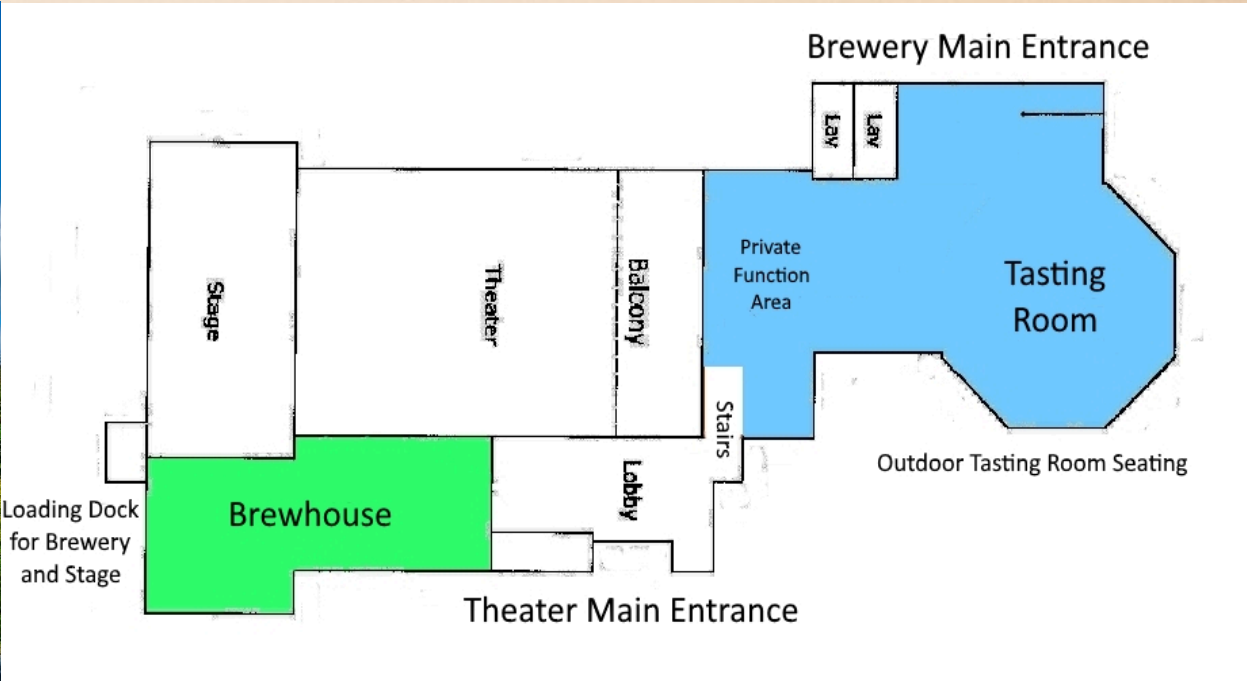 Brewery Main Entrance
Lav
Lav
Stage
Theater
Balcony
Private
Function
Area
Tasting
Room
Stairs
Outdoor Tasting Room Seating
Lobby
Loading Dock
for Brewery
and Stage
Brewhouse
Theater Main Entrance